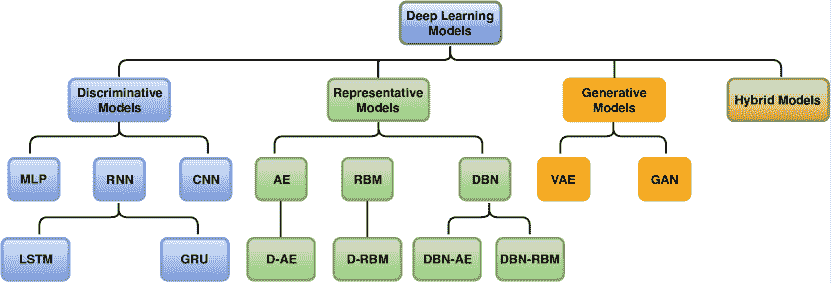 Deep Learning
Models
Discriminative
Models
Representative
Models
Generative
Models
Hybrid Models
MLP
RNN
CNN
AE
RBM
DBN
VAE
GAN
LSTM
GRU
D-AE
D-RBM
DBN-AE
DBN-RBM